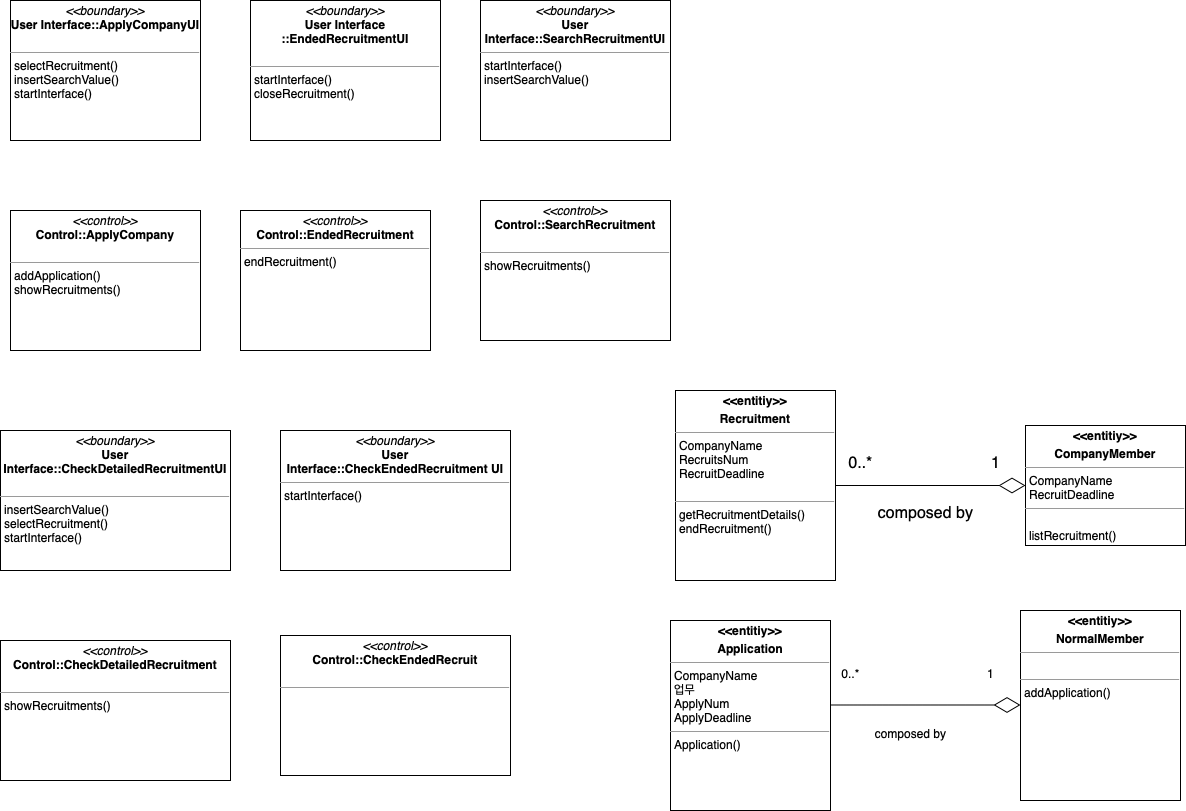 <<boundary>>
User Interface::ApplyCompanyUI
selectRecruitment()
insertSearchValue()
startInterface()
<<boundary>>
User Interface
::EndedRecruitmentUI
startInterface()
closeRecruitment()
<<boundary>>
User
Interface::SearchRecruitmentUI
startInterface()
insertSearchValue()
<<control>>
Control::ApplyCompany
addApplication()
showRecruitments()
<<control>>
Control::EndedRecruitment
endRecruitment()
<<control>>
Control::SearchRecruitment
showRecruitments()
<<boundary>>
User
Interface::CheckDetailedRecruitmentUI
insertSearchValue()
selectRecruitment()
startInterface()
<<boundary>>
User
Interface::CheckEndedRecruitment UI
startInterface()
<<entitiy>>
Recruitment
CompanyName
RecruitsNum
RecruitDeadline
getRecruitmentDetails()
endRecruitment()
0..*
1
composed by
<<entitiy>>
CompanyMember
CompanyName
RecruitDeadline
listRecruitment()
<<control>>
Control::CheckDetailedRecruitment
showRecruitments()
<<control>>
Control::CheckEndedRecruit
<<entitiy>>
Application
CompanyName
업무
ApplyNum
ApplyDeadline
Application()
0..*
1
composed by
<<entitiy>>
NormalMember
addApplication()